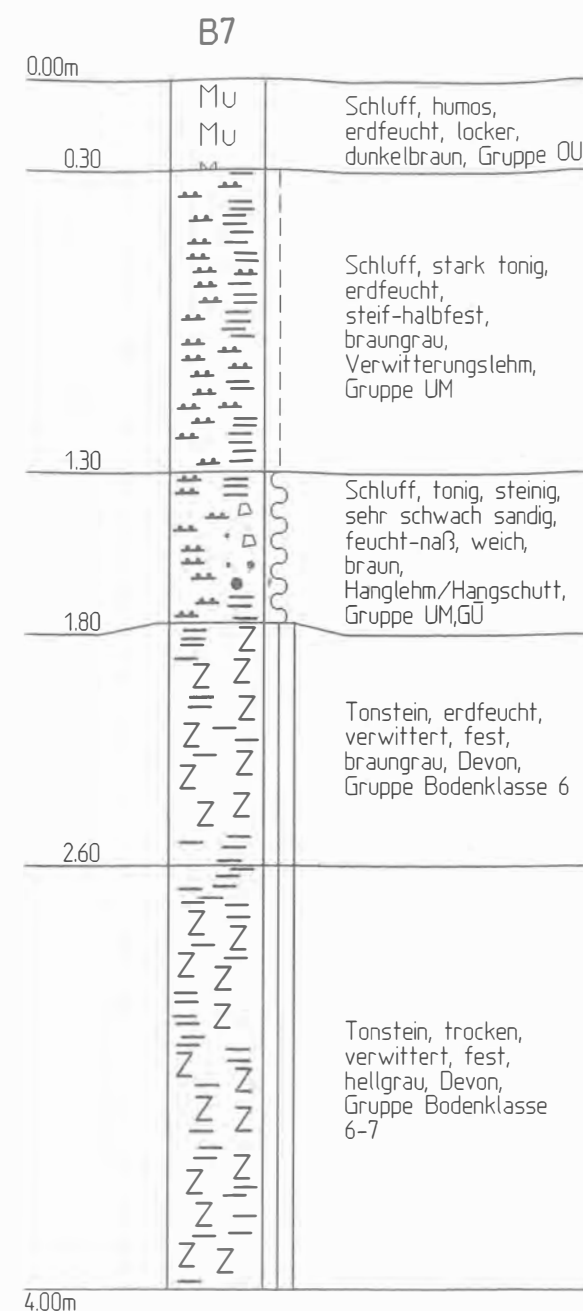 B7
0.00m
Mu
Mu
M
Schluff, humos,
erdfeucht, locker,
dunkelbraun, Gruppe OU
0.30
Schluff, stark tonig,
erdfeucht,
steif-halbfest,
braungrau,
Verwitterungslehm,
Gruppe UM
1.30
Schluff, tonig, steinig,
sehr schwach sandig,
feucht-naß, weich,
braun,
Hanglehm/Hangschutt,
Gruppe UM,GŪ
1.80
Tonstein, erdfeucht,
verwittert, fest,
braungrau, Devon,
Gruppe Bodenklasse 6
2.60
Tonstein, trocken,
verwittert, fest,
hellgrau, Devon,
Gruppe Bodenklasse
6-7
4.00m